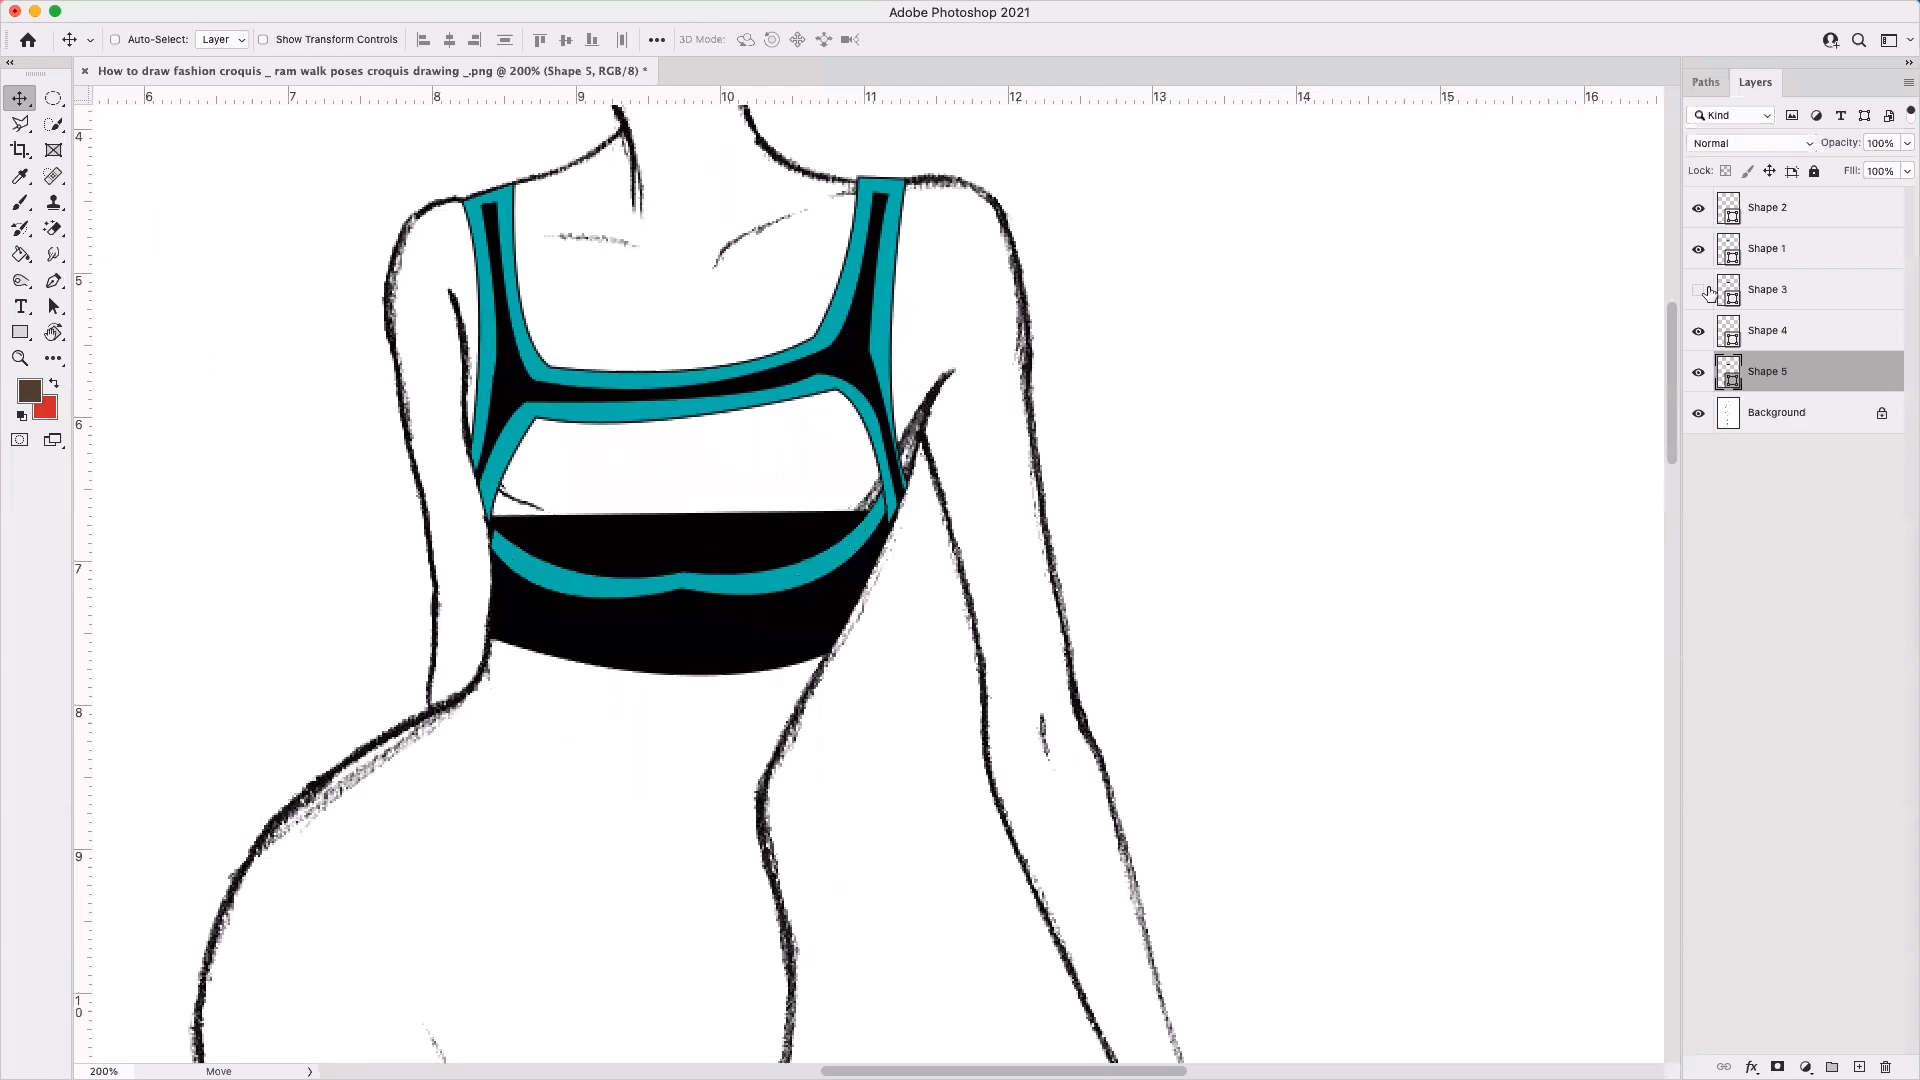 Adobe Photoshop 2021
Auto-Select: Layer Show Transform Controls 3D Mode:
How to draw fashion croquis _ ram walk poses croquis drawing _.png @ 200% (Shape 5, RGB/8) *
6 7 8 9 10 11 12 13 14 15 16
4
5
6
7
8
9
10
Paths Layers
Kind
Normal Opacity: 100%
Lock: Fill: 100%
Shape 2
Shape 1
Shape 3
Shape 4
Shape 5
Background
fx
200% Move